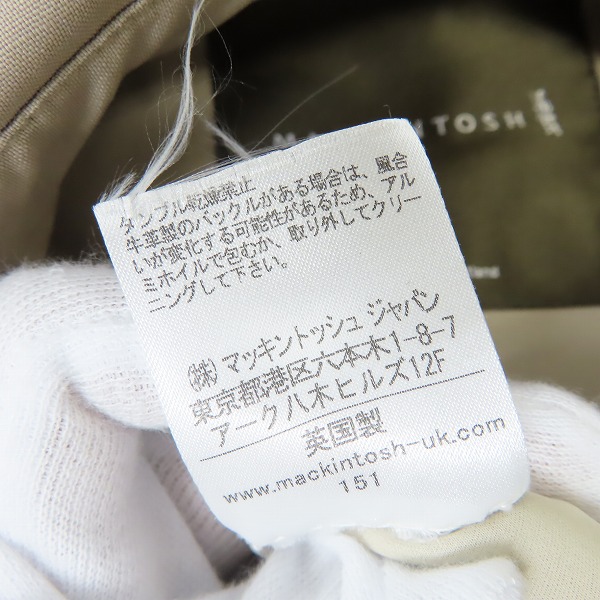 MACKINTOSH
タンブル乾燥禁止
牛革製のバックルがある場合は、風合
いが変化する可能性があるため、アル
ミホイルで包むか、取り外してクリー
ニングして下さい。
(株)マッキントッシュ ジャパン
東京都港区六本木1-8-7
アーク八木ヒルズ12F
英国製
www.mackintosh-uk.com
151